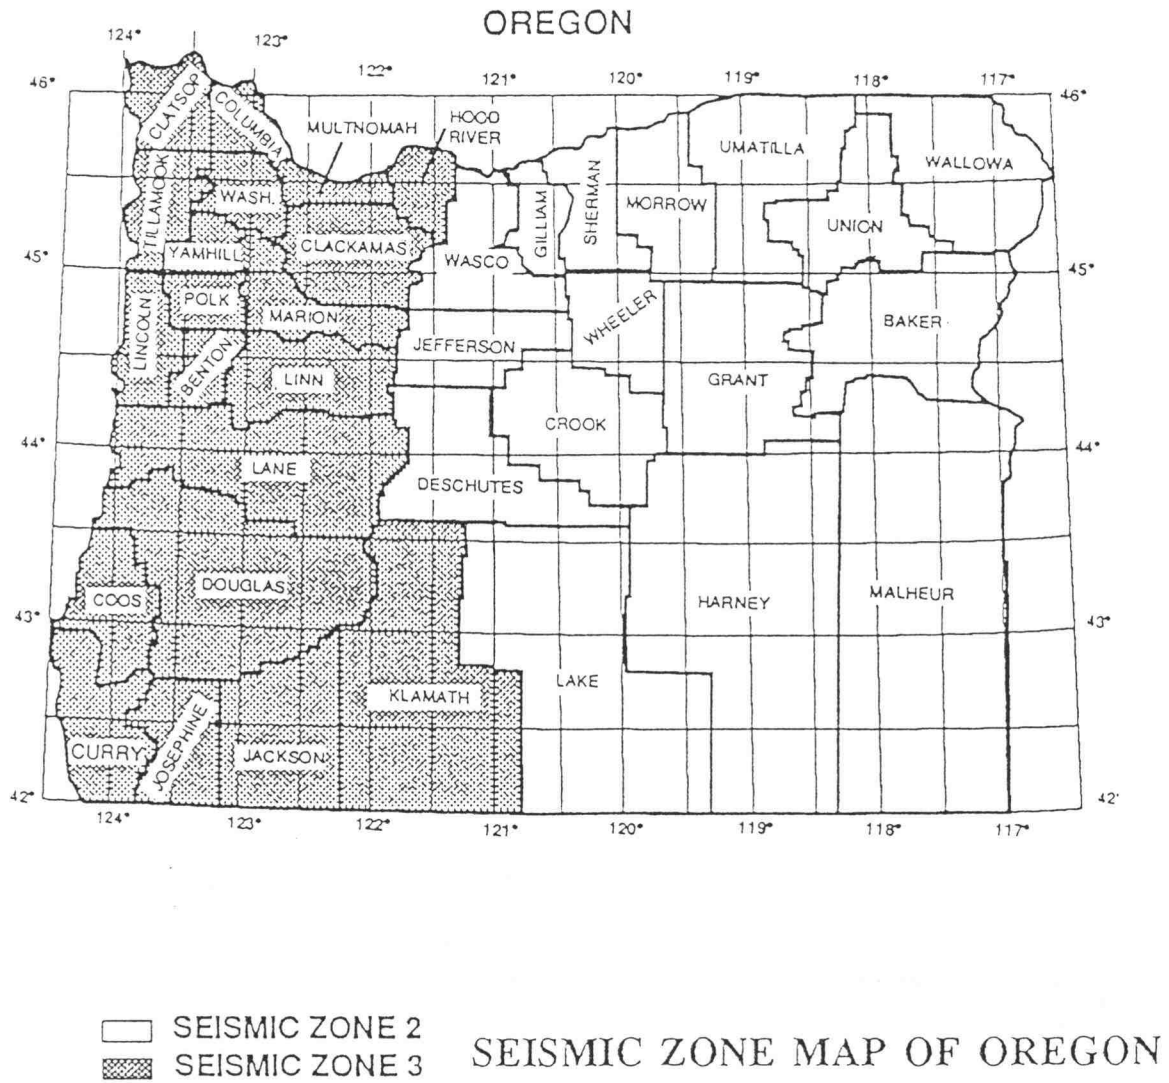 OREGON
124°
123°
122°
121°
120°
119°
118°
117°
46°
46°
CLATSOP
COLUMBIA
MULTNOMAH
HOOD
RIVER
UMATILLA
WALLOWA
TILLAMOOK
WASH.
GILLIAM
SHERMAN
MORROW
UNION
YAMHILL
CLACKAMAS
WASCO
45°
45°
LINCOLN
POLK
MARION
WHEELER
BAKER
BENTON
JEFFERSON
LINN
GRANT
CROOK
44°
44°
LANE
DESCHUTES
COOS
DOUGLAS
HARNEY
MALHEUR
43°
43°
KLAMATH
LAKE
CURRY
JOSEPHINE
JACKSON
42°
42'
124°
123°
122°
121°
120°
119°
118°
117°
SEISMIC ZONE 2
SEISMIC ZONE 3
SEISMIC ZONE MAP OF OREGON